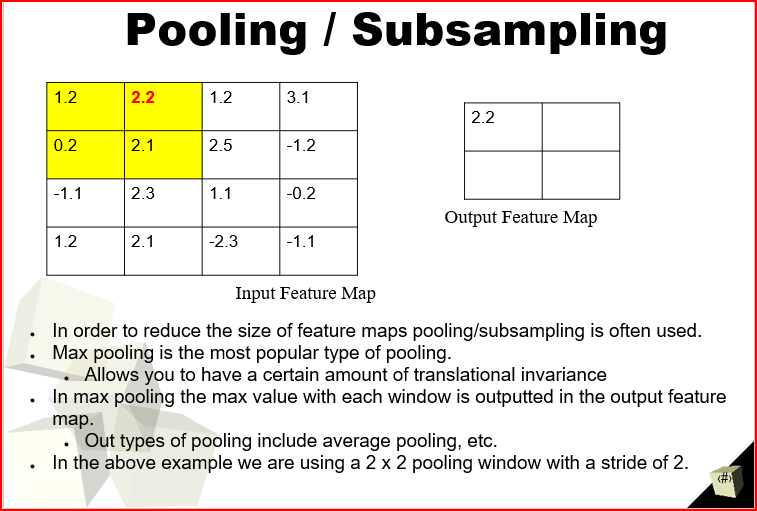 Pooling / Subsampling
1.2 2.2 1.2 3.1
0.2 2.1 2.5 -1.2
-1.1 2.3 1.1 -0.2
1.2 2.1 -2.3 -1.1
Input Feature Map
2.2
Output Feature Map
• In order to reduce the size of feature maps pooling/subsampling is often used.
• Max pooling is the most popular type of pooling.
• Allows you to have a certain amount of translational invariance
• In max pooling the max value with each window is outputted in the output feature
map.
• Out types of pooling include average pooling, etc.
• In the above example we are using a 2 x 2 pooling window with a stride of 2.
‹#›